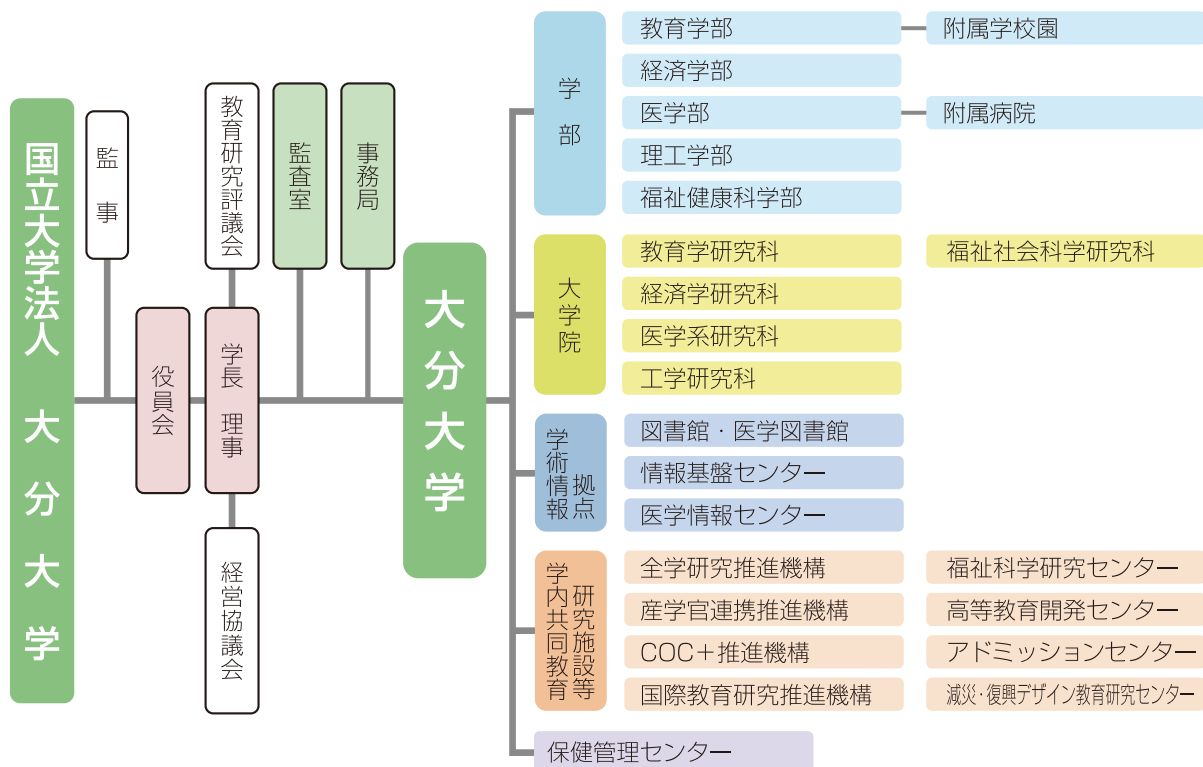 国立大学法人 大分大学
監事
役員会
教育研究評議会
学長 理事
経営協議会
監査室
事務局
大分大学
学部
教育学部
附属学校園
経済学部
医学部
附属病院
理工学部
福祉健康科学部
大学院
教育学研究科
福祉社会科学研究科
経済学研究科
医学系研究科
工学研究科
学術情報
拠点
図書館・医学図書館
情報基盤センター
医学情報センター
学内共同教育
研究施設等
全学研究推進機構
福祉科学研究センター
産学官連携推進機構
高等教育開発センター
COC+推進機構
アドミッションセンター
国際教育研究推進機構
減災・復興デザイン教育研究センター
保健管理センター